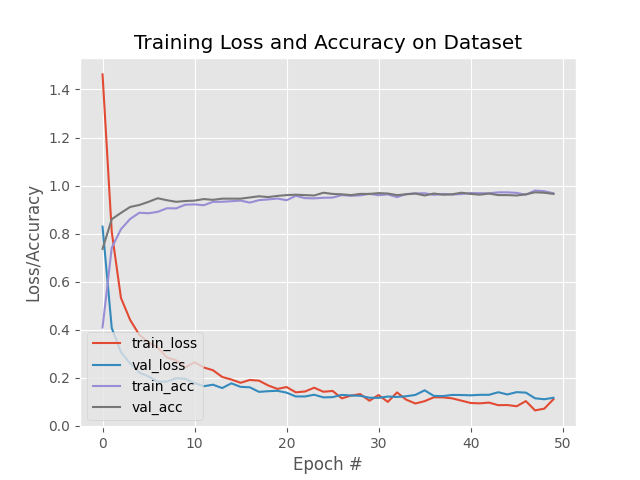 Training Loss and Accuracy on Dataset
Loss/Accuracy
1.4
1.2
1.0
0.8
0.6
0.4
0.2
0.0
train_loss
val_loss
train_acc
val_acc
0 10 20 30 40 50
Epoch #